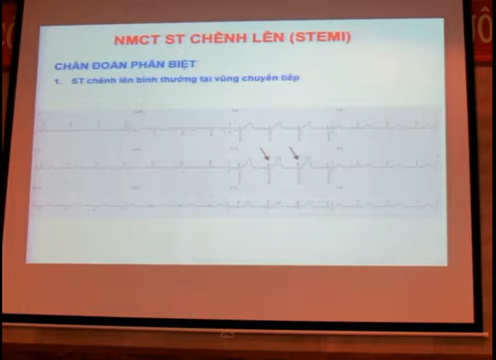 NMCT ST CHÊNH LÊN (STEMI)
CHẨN ĐOÁN PHÂN BIỆT
1. ST chênh lên bình thường tại vùng chuyển tiếp